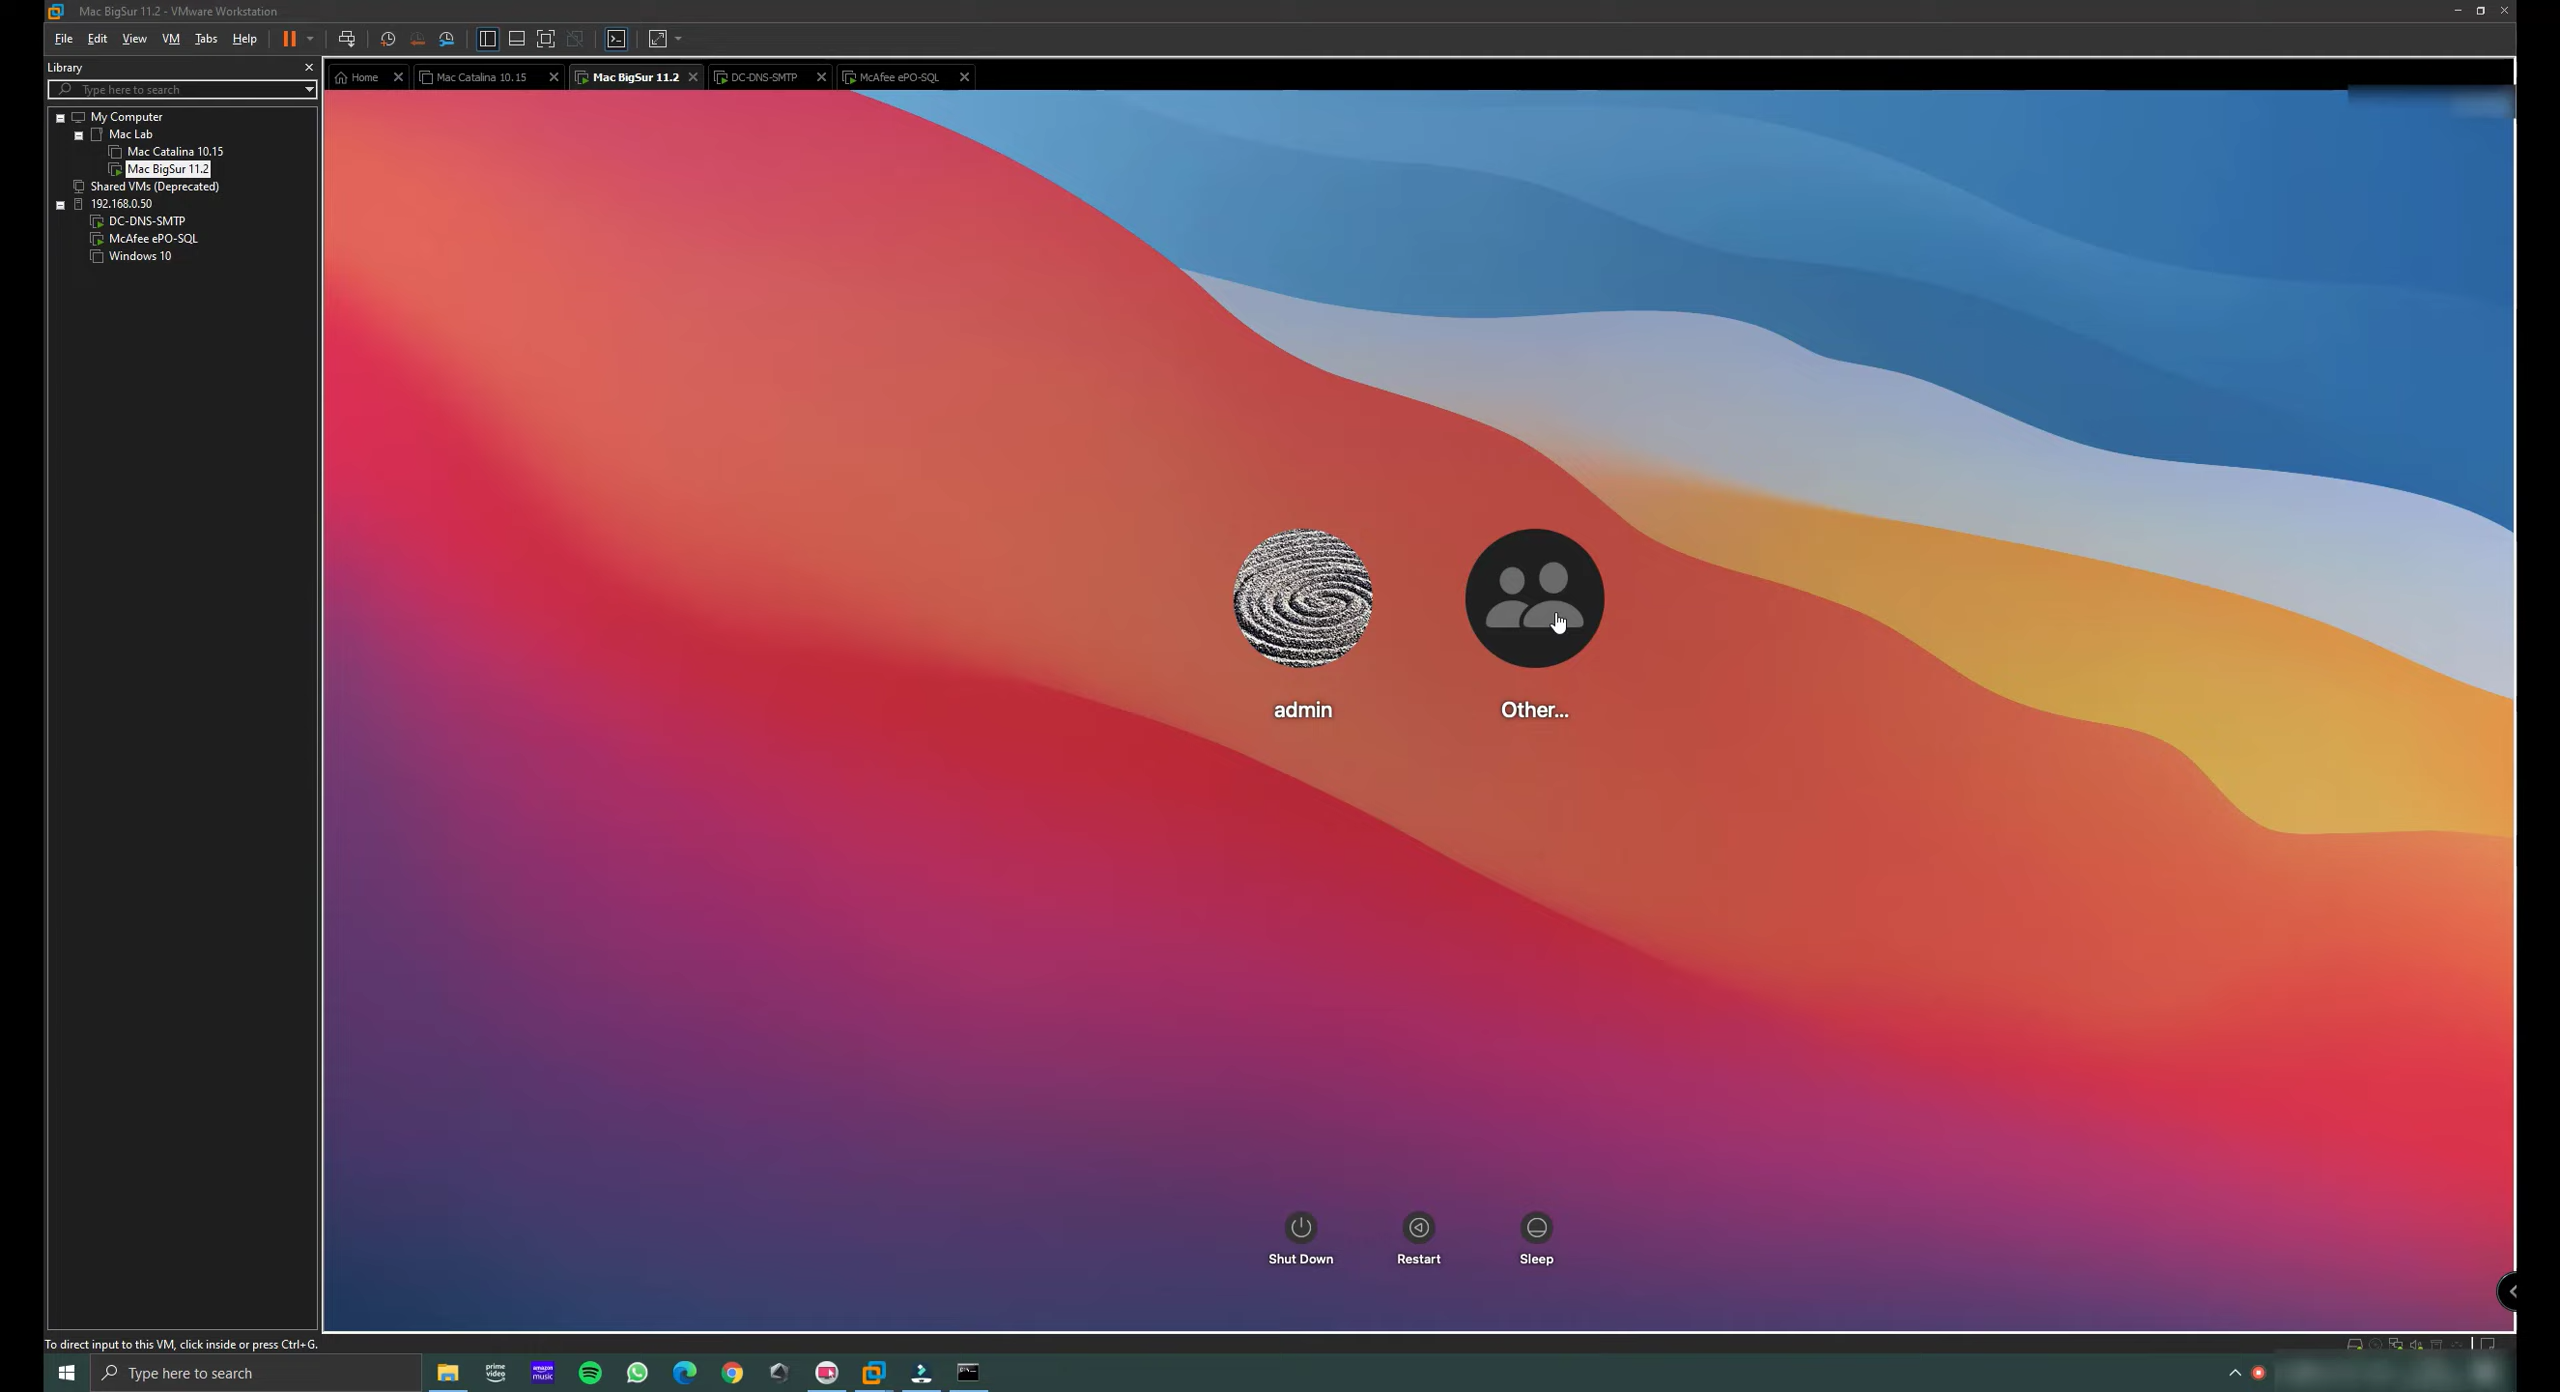 Mac BigSur 11.2 - VMware Workstation
File Edit View VM Tabs Help
Library
Type here to search
Home Mac Catalina 10.15 Mac BigSur 11.2 DC-DNS-SMTP McAfee ePO-SQL
My Computer
Mac Lab
Mac Catalina 10.15
Mac BigSur 11.2
Shared VMs (Deprecated)
192.168.0.50
DC-DNS-SMTP
McAfee ePO-SQL
Windows 10
admin Other...
Shut Down Restart Sleep
To direct input to this VM, click inside or press Ctrl+G.
Type here to search prime video amazon music